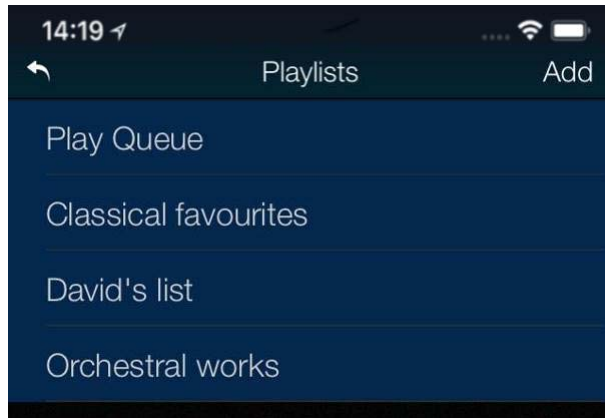 14:19
Playlists Add
Play Queue
Classical favourites
David's list
Orchestral works